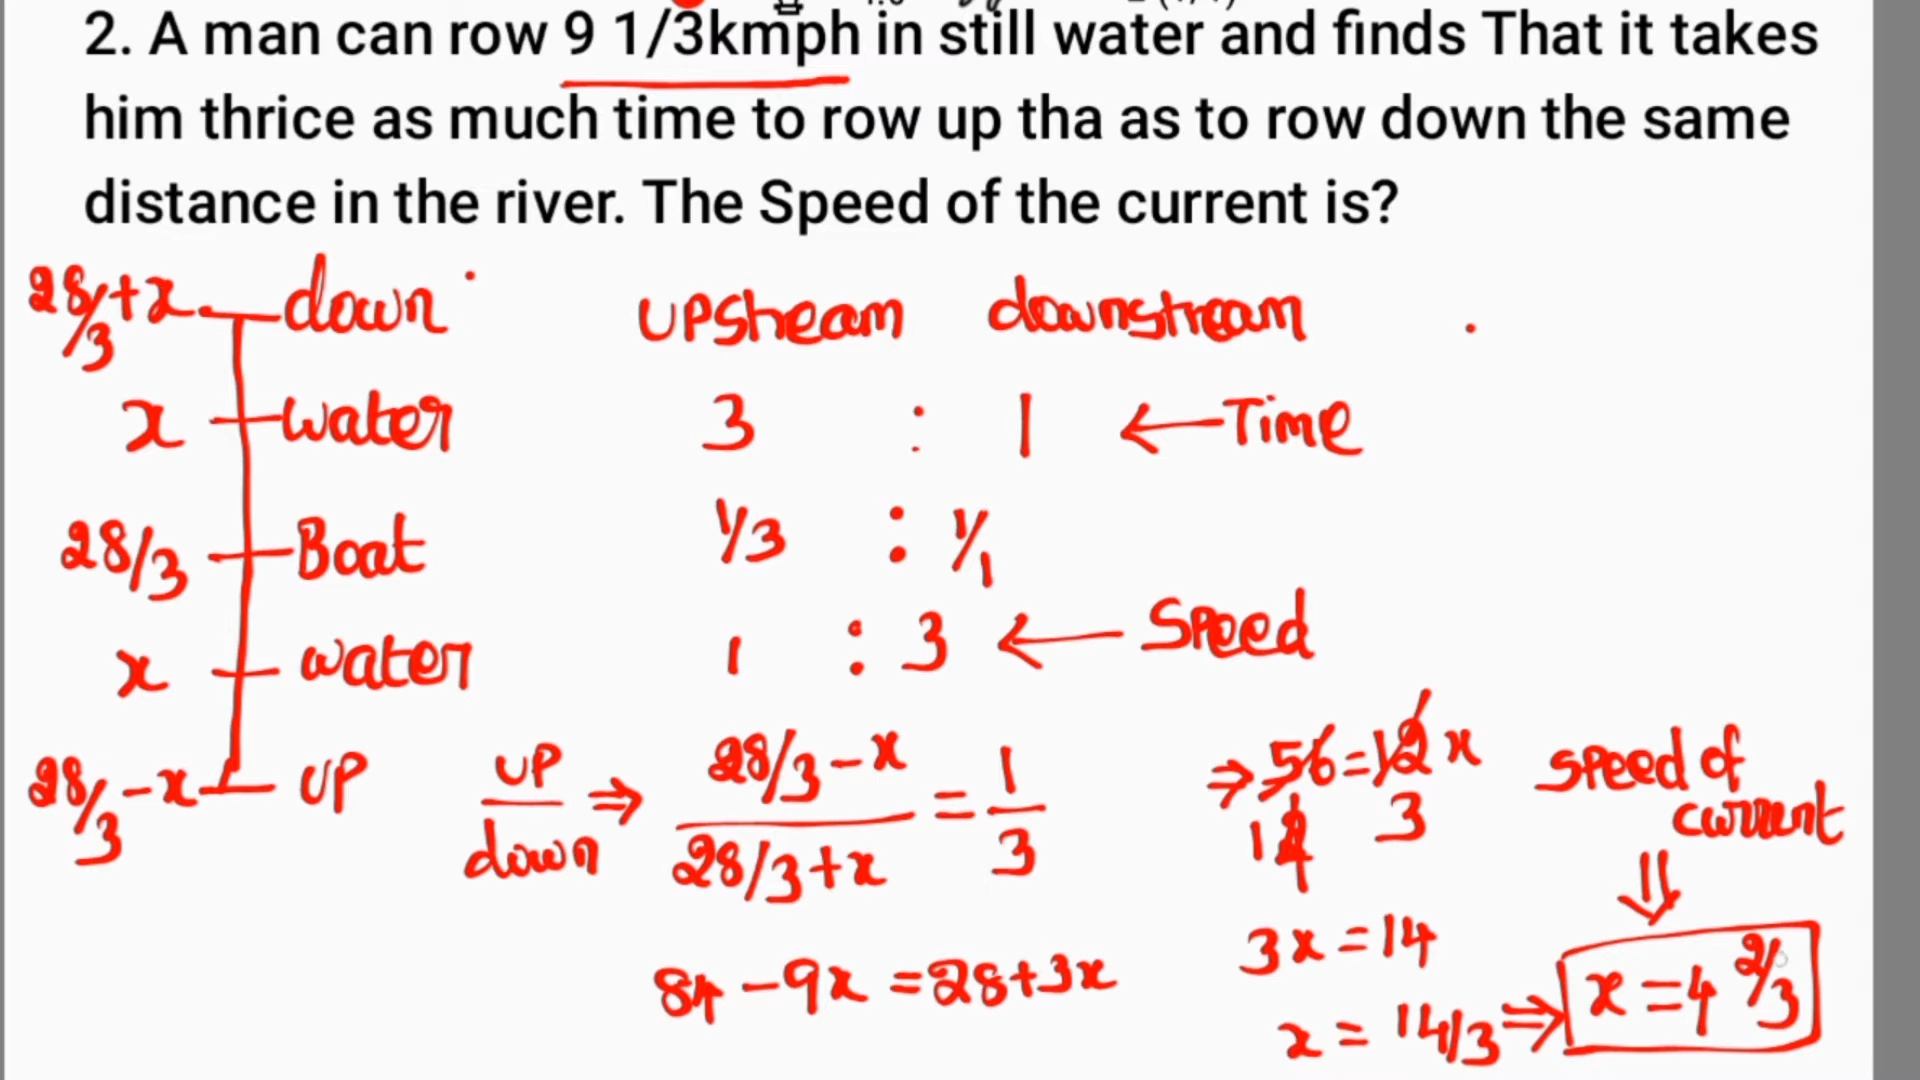 2. A man can row 9 1/3kmph in still water and finds That it takes
him thrice as much time to row up tha as to row down the same
distance in the river. The Speed of the current is?
28/3+x down
x water
28/3 Boat
x water
28/3-x UP
UPstream downstream
3 : 1 ← Time
1/3 : 1/1
1 : 3 ← Speed
UP/down ⇒ (28/3-x)/(28/3+x) = 1/3
84-9x=28+3x
⇒ 56=12x
14 3
3x=14
x=14/3 ⇒ x=4 2/3
speed of
current
⇓